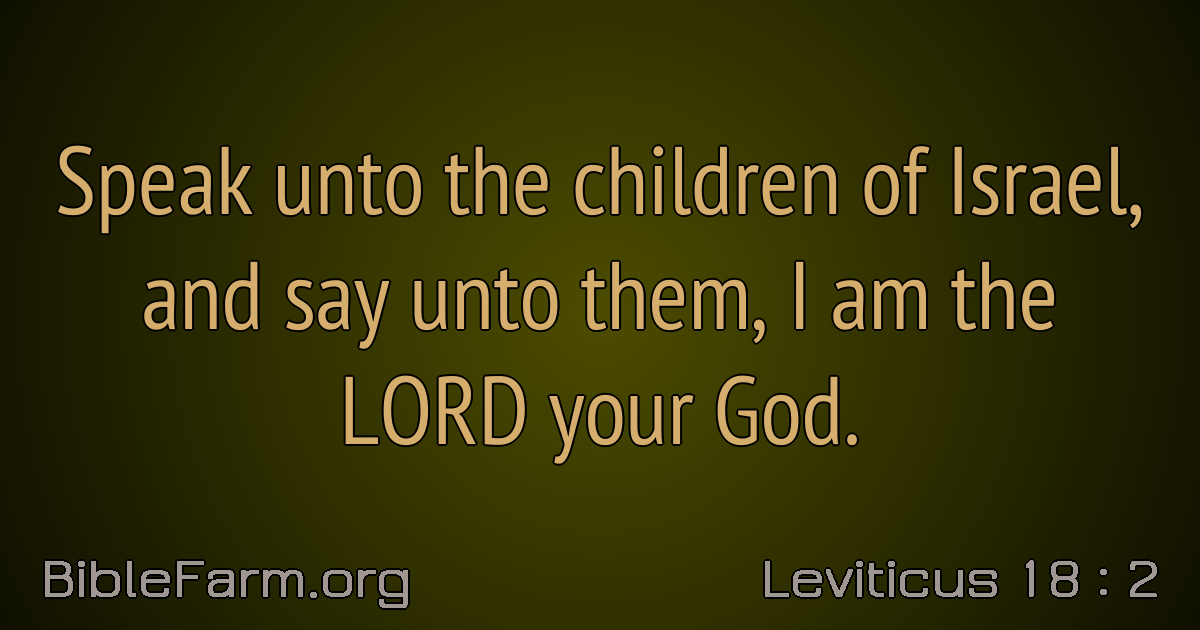 Speak unto the children of Israel,
and say unto them, I am the
LORD your God.
BibleFarm.org
Leviticus 18 : 2